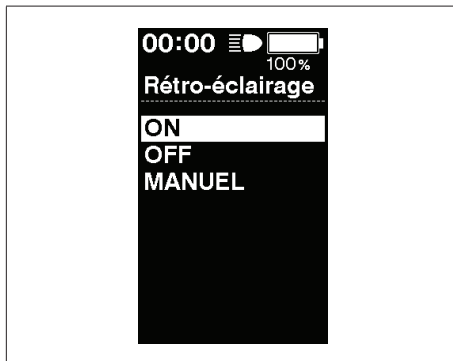 00:00
100%
Rétro-éclairage
ON
OFF
MANUEL